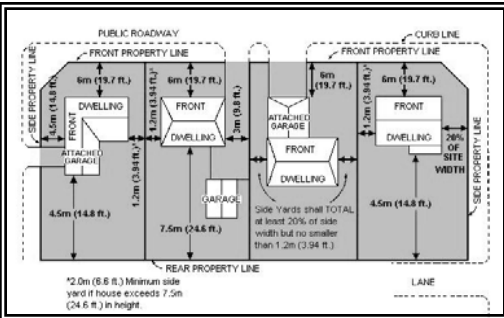 PUBLIC ROADWAY
CURB LINE
FRONT PROPERTY LINE
FRONT PROPERTY LINE
SIDE PROPERTY LINE
4.5m (14.8 ft.)
6m (19.7 ft.)
DWELLING
FRONT
ATTACHED
GARAGE
4.5m (14.8 ft.)
1.2m (3.94 ft.)*
1.2m (3.94 ft.)*
6m (19.7 ft.)
FRONT
DWELLING
7.5m (24.6 ft.)
3m (9.8 ft.)
GARAGE
6m
(19.7 ft.)
ATTACHED
GARAGE
FRONT
DWELLING
Side Yards shall TOTAL
at least 20% of side
width but no smaller
than 1.2m (3.94 ft.)
1.2m (3.94 ft.)*
6m (19.7 ft.)
FRONT
DWELLING
4.5m (14.8 ft.)
20%
OF SITE
WIDTH
SIDE PROPERTY LINE
REAR PROPERTY LINE
LANE
*2.0m (6.6 ft.) Minimum side
yard if house exceeds 7.5m
(24.6 ft.) in height.